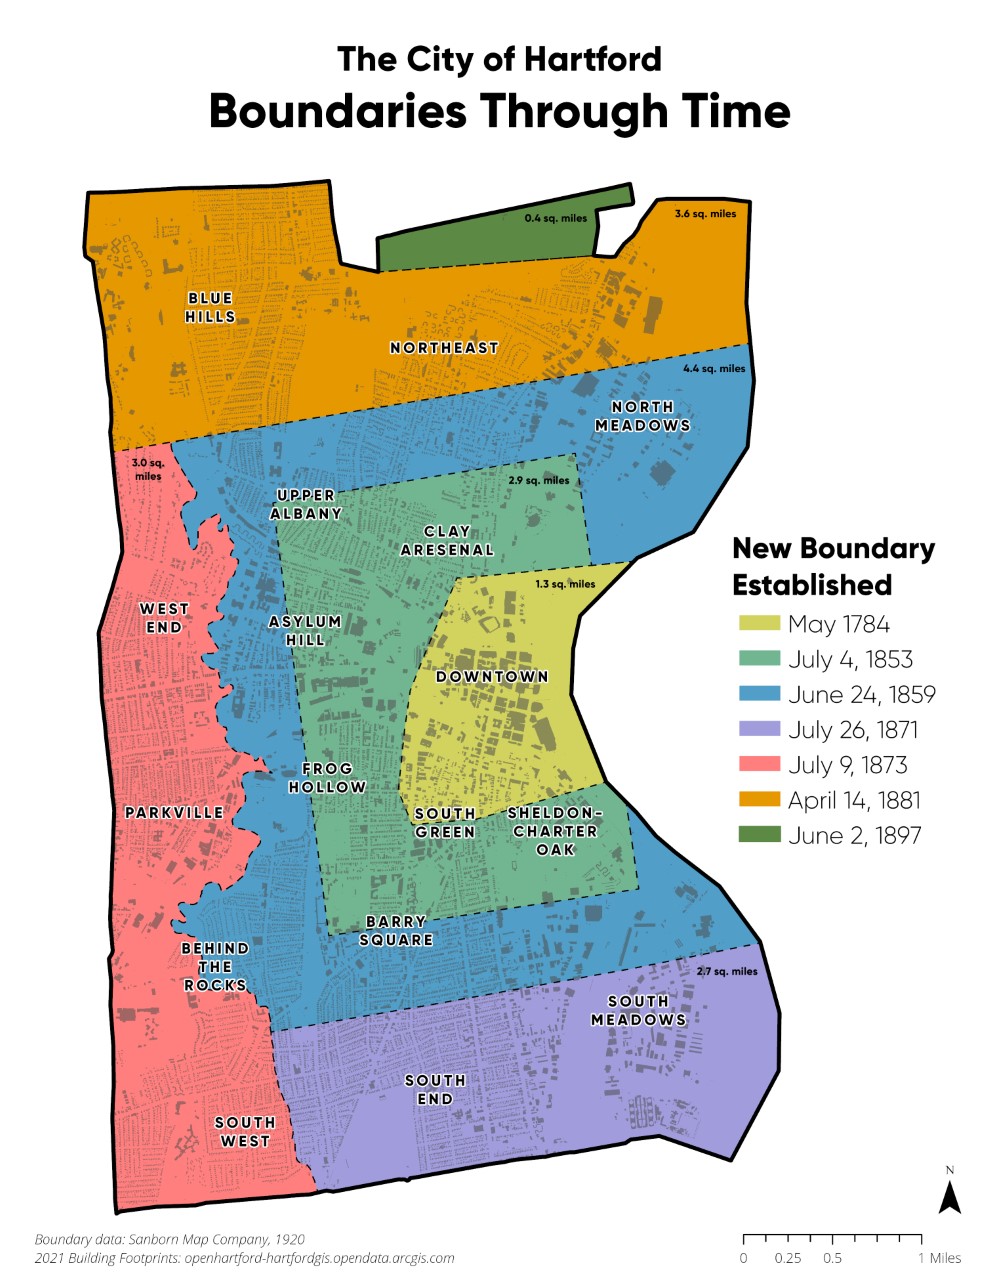 The City of Hartford
Boundaries Through Time
0.4 sq. miles
3.6 sq. miles
BLUE
HILLS
NORTHEAST
4.4 sq. miles
NORTH
MEADOWS
3.0 sq.
miles
2.9 sq. miles
UPPER
ALBANY
CLAY
ARESENAL
1.3 sq. miles
WEST
END
ASYLUM
HILL
DOWNTOWN
FROG
HOLLOW
PARKVILLE
SOUTH
GREEN
SHELDON-
CHARTER
OAK
BARRY
SQUARE
BEHIND
THE
ROCKS
2.7 sq. miles
SOUTH
MEADOWS
SOUTH
END
SOUTH
WEST
New Boundary
Established
May 1784
July 4, 1853
June 24, 1859
July 26, 1871
July 9, 1873
April 14, 1881
June 2, 1897
N
0 0.25 0.5 1 Miles
Boundary data: Sanborn Map Company, 1920
2021 Building Footprints: openhartford-hartfordgis.opendata.arcgis.com